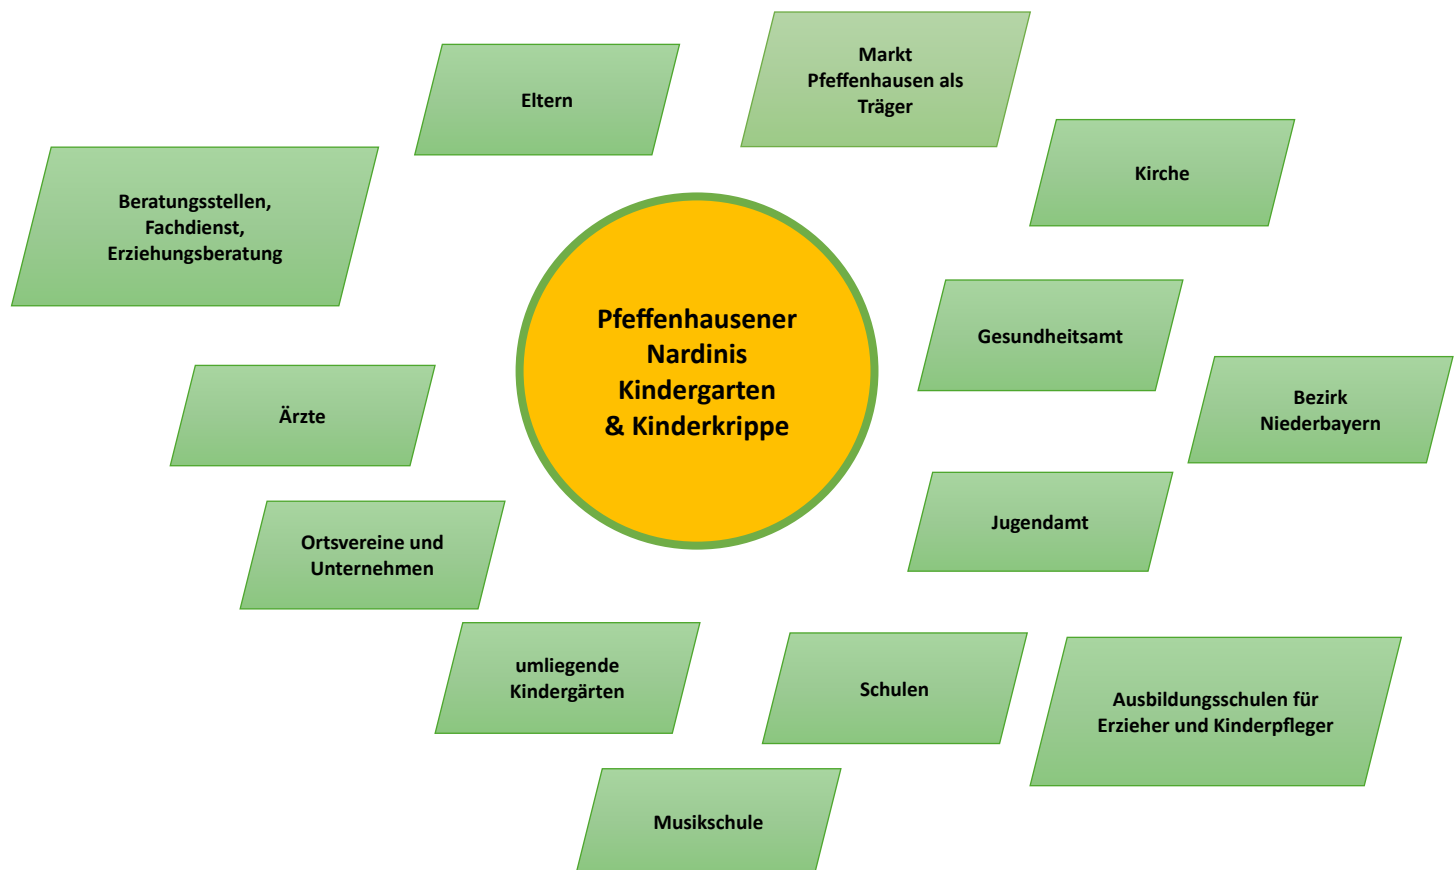 Markt
Pfeffenhausen als
Träger
Eltern
Kirche
Beratungsstellen,
Fachdienst,
Erziehungsberatung
Pfeffenhausener
Nardinis
Kindergarten
& Kinderkrippe
Gesundheitsamt
Bezirk
Niederbayern
Ärzte
Jugendamt
Ortsvereine und
Unternehmen
umliegende
Kindergärten
Schulen
Ausbildungsschulen für
Erzieher und Kinderpfleger
Musikschule